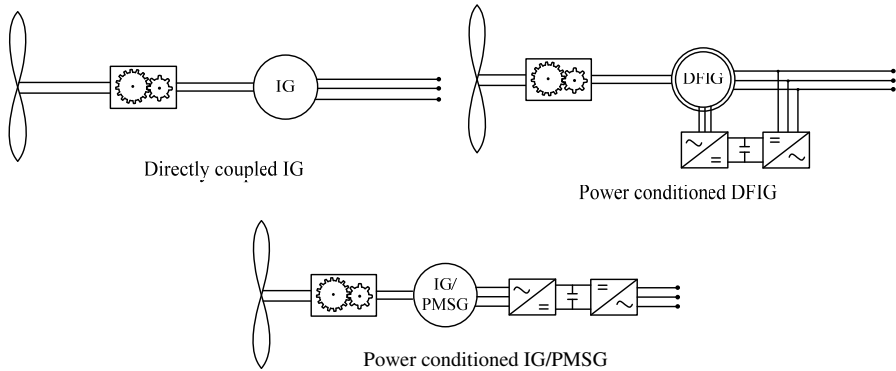 IG
Directly coupled IG
DFIG
Power conditioned DFIG
IG/
PMSG
Power conditioned IG/PMSG